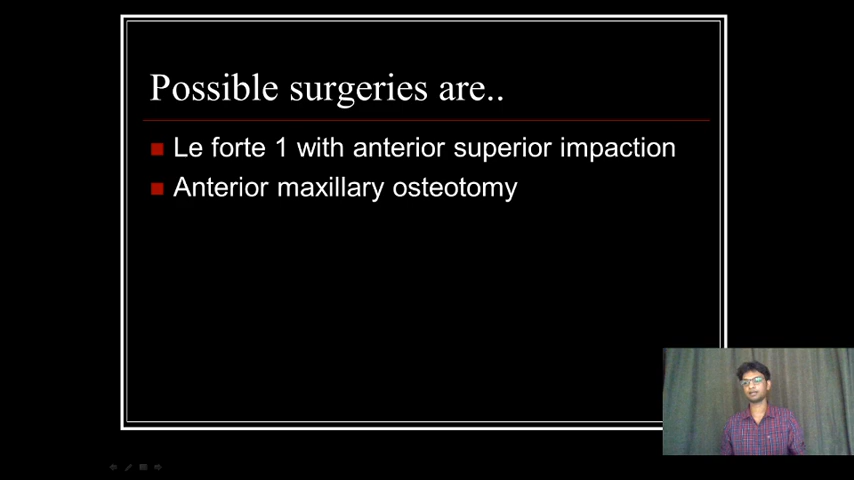 Possible surgeries are..
Le forte 1 with anterior superior impaction
Anterior maxillary osteotomy